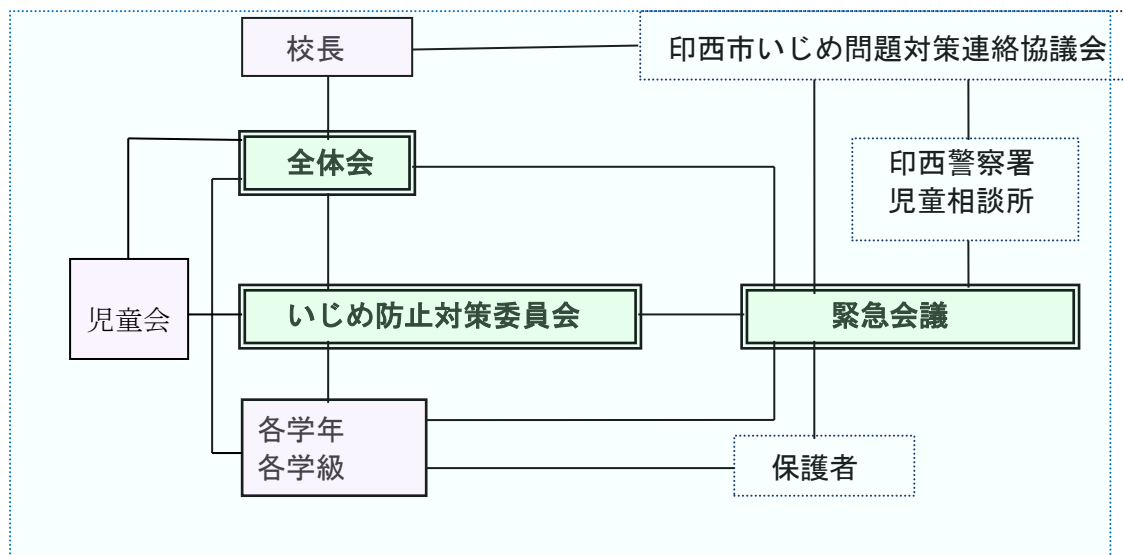 校長
印西市いじめ問題対策連絡協議会
全体会
印西警察署
児童相談所
児童会
いじめ防止対策委員会
緊急会議
各学年
各学級
保護者